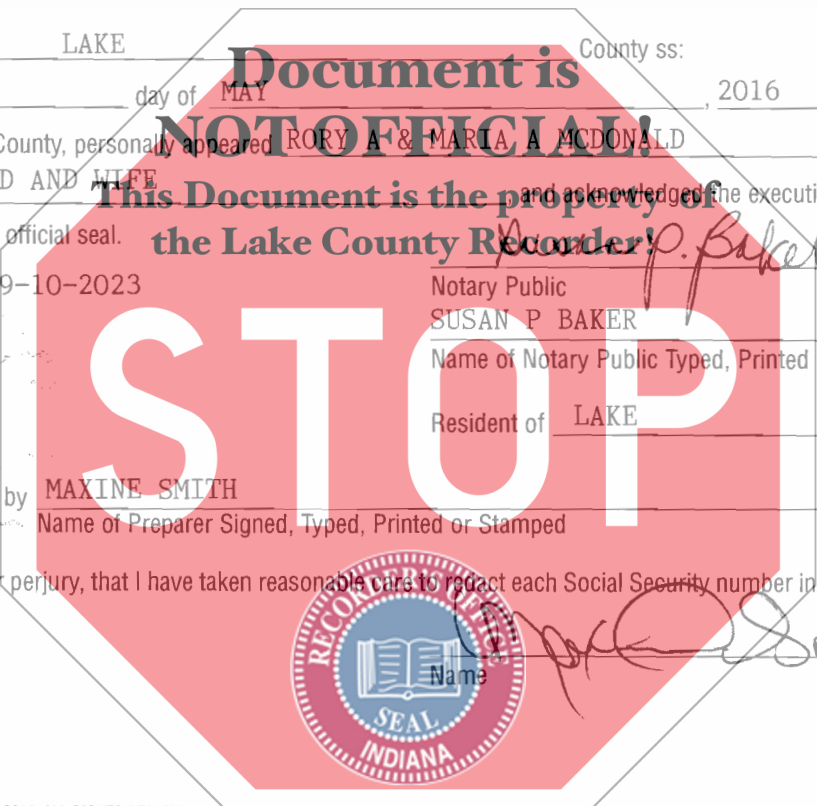 LAKE County ss:
Document is
day of MAY , 2016
NOT OFFICIAL!
County, personally appeared RORY A & MARIA A MCDONALD
D AND WIFE , and acknowledged the executi
This Document is the property of
official seal.
the Lake County Recorder!
P. Baker
9-10-2023
Notary Public
SUSAN P BAKER
Name of Notary Public Typed, Printed
STOP
Resident of LAKE
by MAXINE SMITH
Name of Preparer Signed, Typed, Printed or Stamped
r perjury, that I have taken reasonable care to redact each Social Security number in
RECORDER'S OFFICE
Name
SEAL
INDIANA